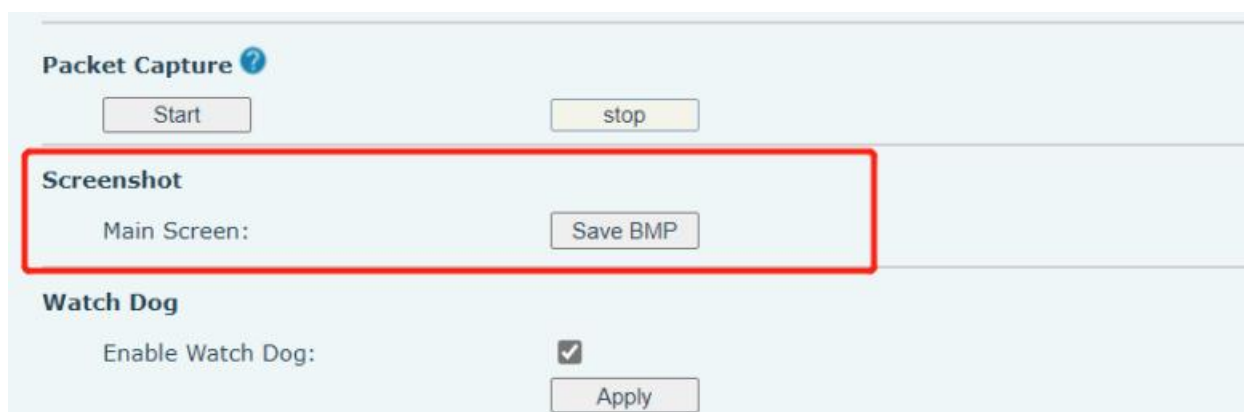 Packet Capture ?
Start stop
Screenshot
Main Screen: Save BMP
Watch Dog
Enable Watch Dog:
Apply